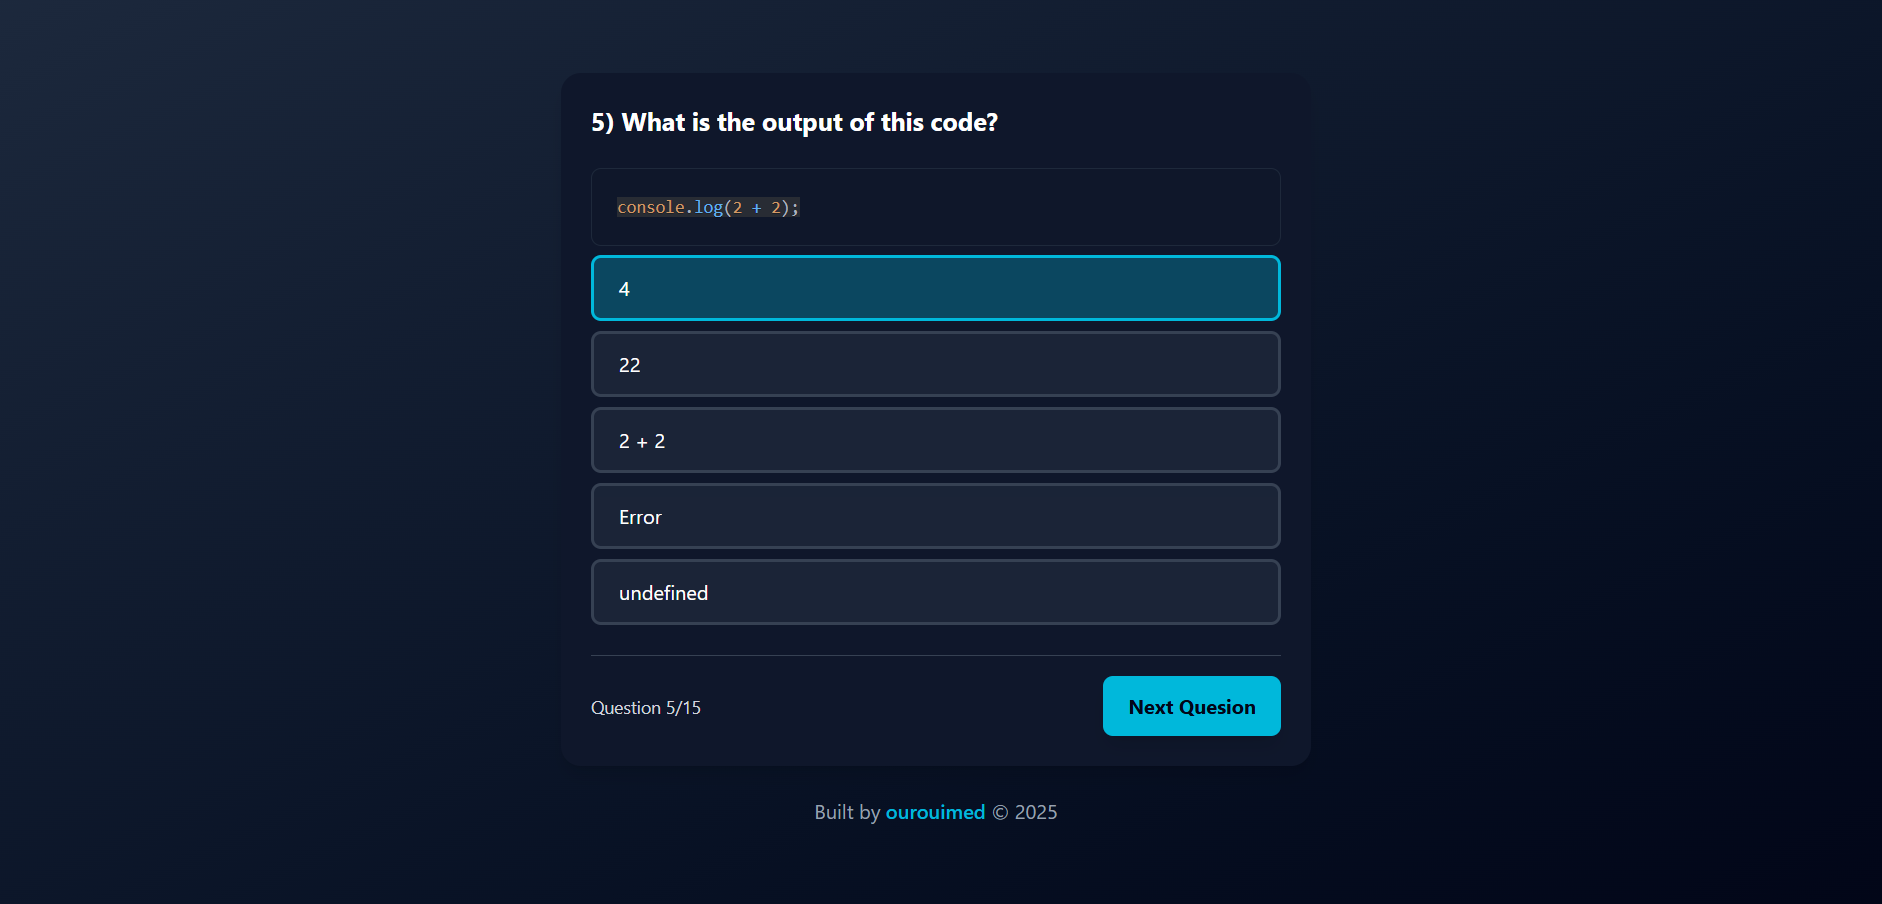 5) What is the output of this code?
console.log(2 + 2);
4
22
2 + 2
Error
undefined
Question 5/15
Next Quesion
Built by ourouimed © 2025